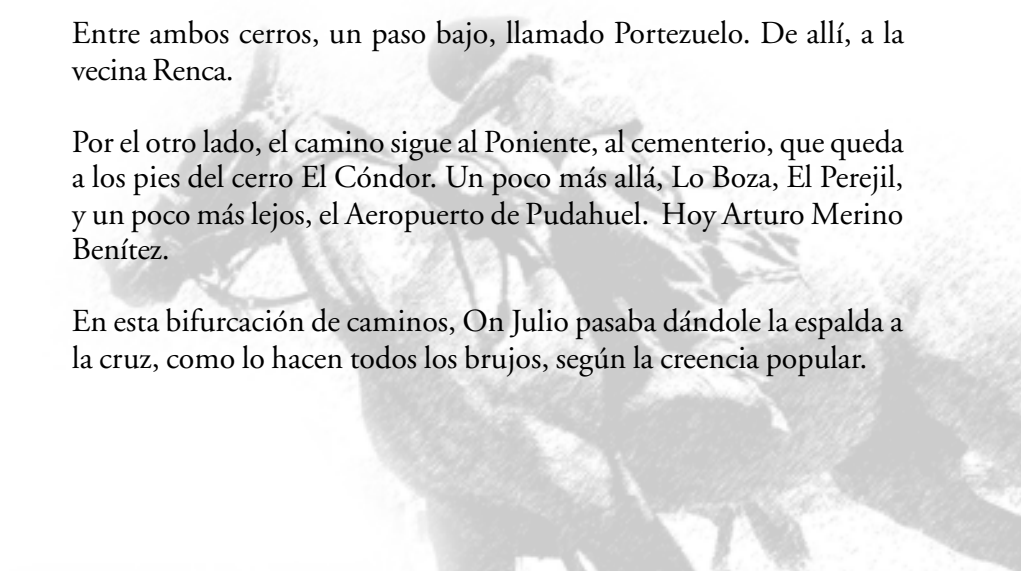 Entre ambos cerros, un paso bajo, llamado Portezuelo. De allí, a la
vecina Renca.
Por el otro lado, el camino sigue al Poniente, al cementerio, que queda
a los pies del cerro El Cóndor. Un poco más allá, Lo Boza, El Perejil,
y un poco más lejos, el Aeropuerto de Pudahuel. Hoy Arturo Merino
Benítez.
En esta bifurcación de caminos, On Julio pasaba dándole la espalda a
la cruz, como lo hacen todos los brujos, según la creencia popular.